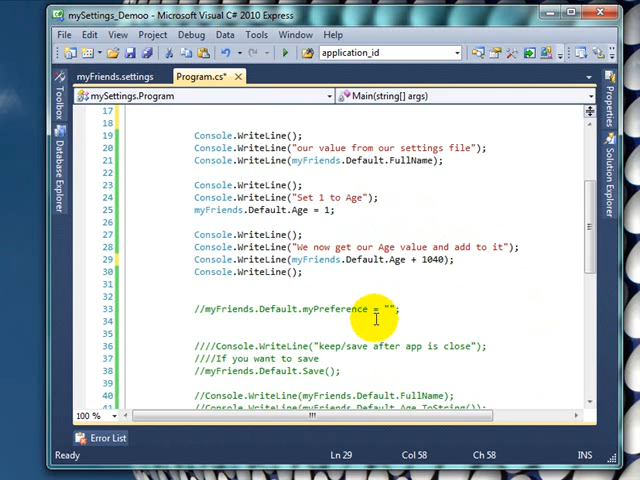 mySettings_Demoo - Microsoft Visual C# 2010 Express
File Edit View Project Debug Data Tools Window Help
application_id
myFriends.settings Program.cs*
mySettings.Program Main(string[] args)
Toolbox
Database Explorer
Properties
Solution Explorer
17
18
19 Console.WriteLine();
20 Console.WriteLine("our value from our settings file");
21 Console.WriteLine(myFriends.Default.FullName);
22
23 Console.WriteLine();
24 Console.WriteLine("Set 1 to Age");
25 myFriends.Default.Age = 1;
26
27 Console.WriteLine();
28 Console.WriteLine("We now get our Age value and add to it");
29 Console.WriteLine(myFriends.Default.Age + 1040);
30 Console.WriteLine();
31
32
33 //myFriends.Default.myPreference = "";
34
35
36 ////Console.WriteLine("keep/save after app is close");
37 ////If you want to save
38 //myFriends.Default.Save();
39
40 //Console.WriteLine(myFriends.Default.FullName);
41 //Console.WriteLine(myFriends.Default.Age.ToString());
100 %
Error List
Ready Ln 29 Col 58 Ch 58 INS